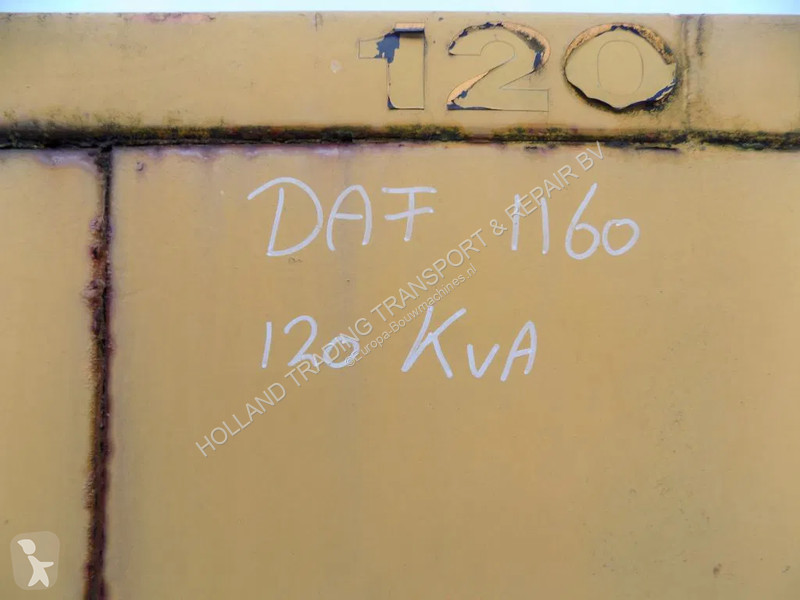 120
DAF 1160
120 KVA
HOLLAND TRADING TRANSPORT & REPAIR BV
©Europa-Bouwmachines.nl